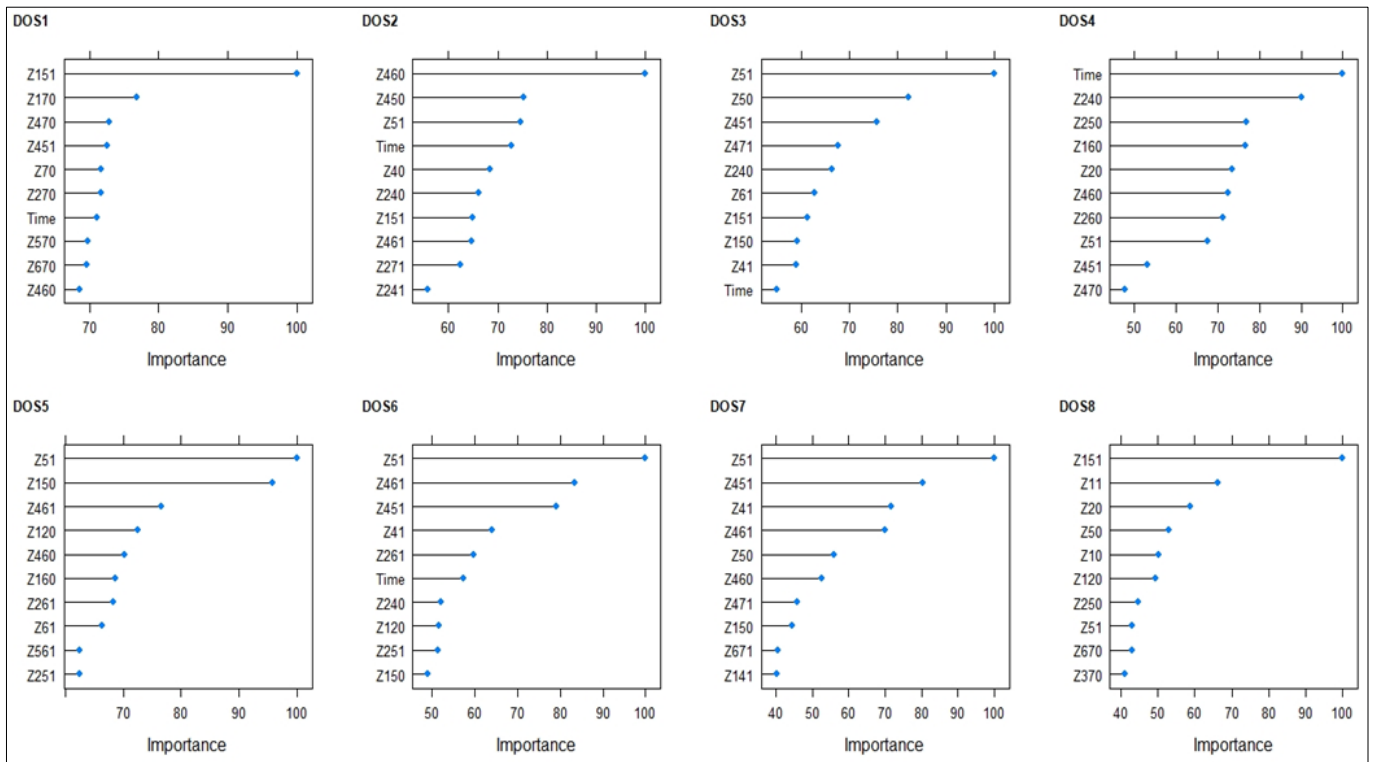 DOS1
Z151
Z170
Z470
Z451
Z70
Z270
Time
Z570
Z670
Z460
70 80 90 100
Importance
DOS2
Z460
Z450
Z51
Time
Z40
Z240
Z151
Z461
Z271
Z241
60 70 80 90 100
Importance
DOS3
Z51
Z50
Z451
Z471
Z240
Z61
Z151
Z150
Z41
Time
60 70 80 90 100
Importance
DOS4
Time
Z240
Z250
Z160
Z20
Z460
Z260
Z51
Z451
Z470
50 60 70 80 90 100
Importance
DOS5
Z51
Z150
Z461
Z120
Z460
Z160
Z261
Z61
Z561
Z251
70 80 90 100
Importance
DOS6
Z51
Z461
Z451
Z41
Z261
Time
Z240
Z120
Z251
Z150
50 60 70 80 90 100
Importance
DOS7
Z51
Z451
Z41
Z461
Z50
Z460
Z471
Z150
Z671
Z141
40 50 60 70 80 90 100
Importance
DOS8
Z151
Z11
Z20
Z50
Z10
Z120
Z250
Z51
Z670
Z370
40 50 60 70 80 90 100
Importance